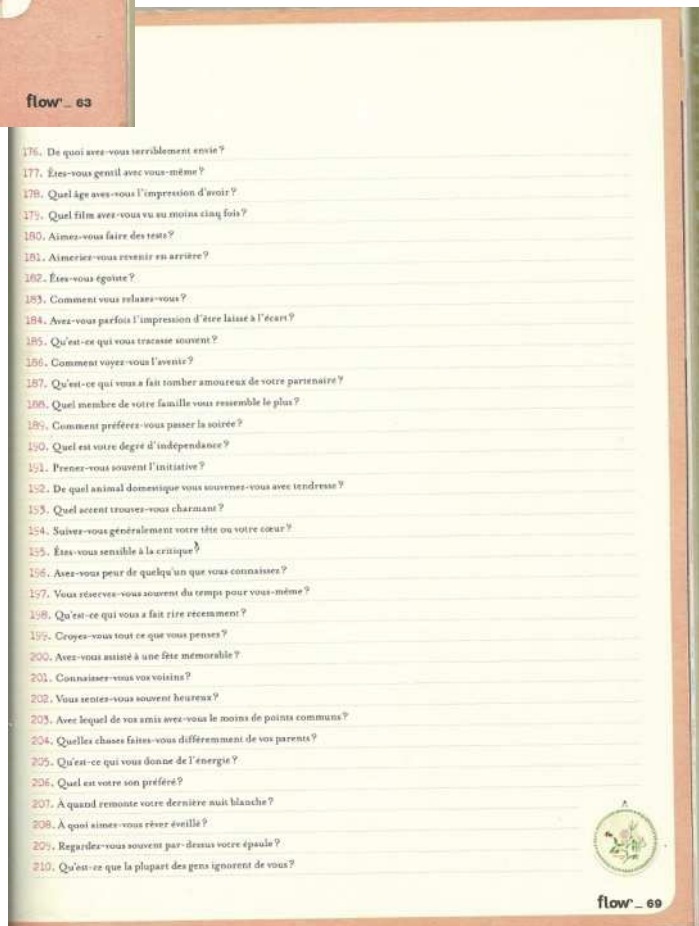 flow _ 63
176. De quoi avez-vous terriblement envie ?
177. Êtes-vous gentil avec vous-même ?
178. Quel âge avez-vous l'impression d'avoir ?
179. Quel film avez-vous vu au moins cinq fois ?
180. Aimez-vous faire des tests ?
181. Aimeriez-vous revenir en arrière ?
182. Êtes-vous égoïste ?
183. Comment vous relaxez-vous ?
184. Avez-vous parfois l'impression d'être laissé à l'écart ?
185. Qu'est-ce qui vous tracasse souvent ?
186. Comment voyez-vous l'avenir ?
187. Qu'est-ce qui vous a fait tomber amoureux de votre partenaire ?
188. Quel membre de votre famille vous ressemble le plus ?
189. Comment préférez-vous passer la soirée ?
190. Quel est votre degré d'indépendance ?
191. Prenez-vous souvent l'initiative ?
192. De quel animal domestique vous souvenez-vous avec tendresse ?
193. Quel accent trouvez-vous charmant ?
194. Suivez-vous généralement votre tête ou votre cœur ?
195. Êtes-vous sensible à la critique ?
196. Avez-vous peur de quelqu'un que vous connaissez ?
197. Vous réservez-vous souvent du temps pour vous-même ?
198. Qu'est-ce qui vous a fait rire récemment ?
199. Croyez-vous tout ce que vous pensez ?
200. Avez-vous assisté à une fête mémorable ?
201. Connaissez-vous vos voisins ?
202. Vous sentez-vous souvent heureux ?
203. Avec lequel de vos amis avez-vous le moins de points communs ?
204. Quelles choses faites-vous différemment de vos parents ?
205. Qu'est-ce qui vous donne de l'énergie ?
206. Quel est votre son préféré ?
207. À quand remonte votre dernière nuit blanche ?
208. À quoi aimez-vous rêver éveillé ?
209. Regardez-vous souvent par-dessus votre épaule ?
210. Qu'est-ce que la plupart des gens ignorent de vous ?
flow _ 69